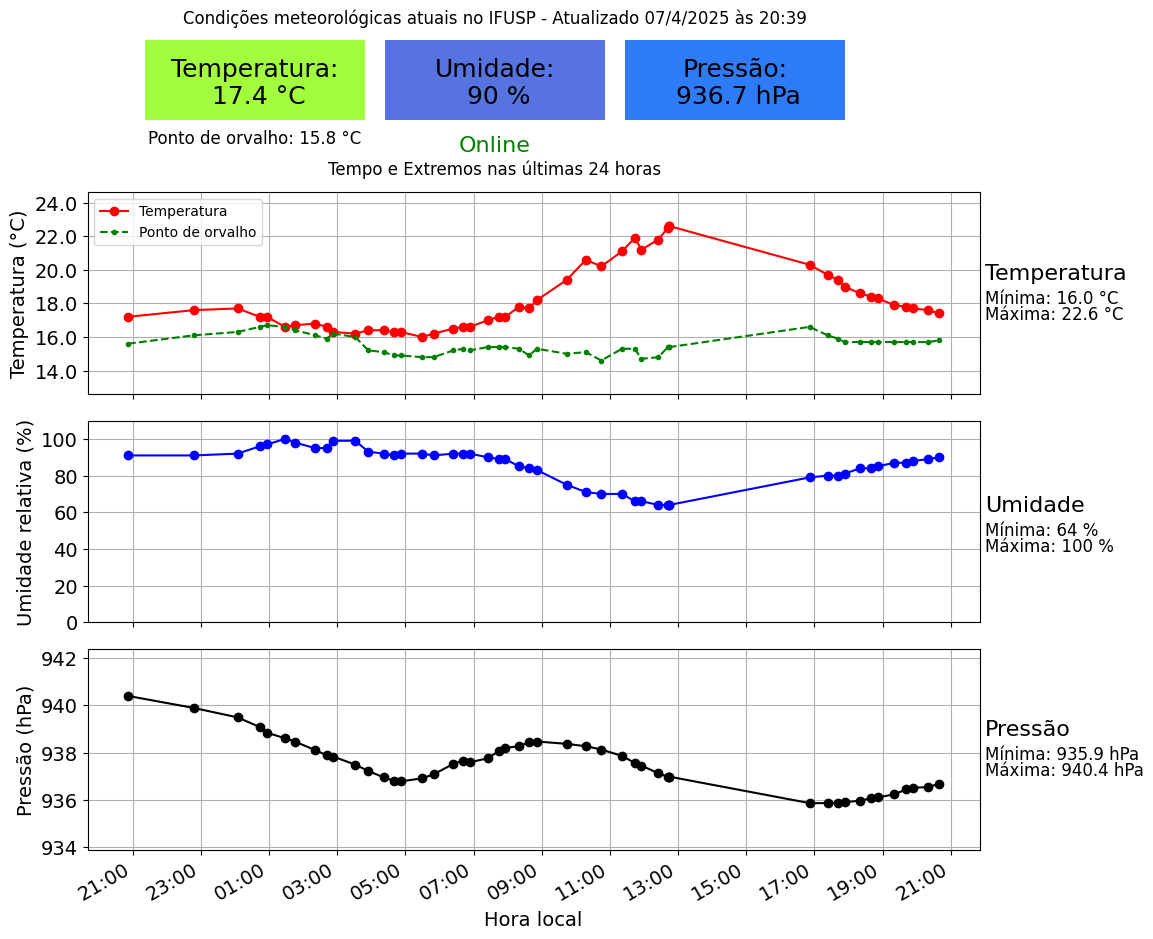 Condições meteorológicas atuais no IFUSP - Atualizado 07/4/2025 às 20:39
Temperatura:
17.4 °C
Umidade:
90 %
Pressão:
936.7 hPa
Ponto de orvalho: 15.8 °C
Online
Tempo e Extremos nas últimas 24 horas
Temperatura (°C)
24.0
22.0
20.0
18.0
16.0
14.0
Temperatura
Ponto de orvalho
Temperatura
Mínima: 16.0 °C
Máxima: 22.6 °C
Umidade relativa (%)
100
80
60
40
20
0
Umidade
Mínima: 64 %
Máxima: 100 %
Pressão (hPa)
942
940
938
936
934
Pressão
Mínima: 935.9 hPa
Máxima: 940.4 hPa
21:00 23:00 01:00 03:00 05:00 07:00 09:00 11:00 13:00 15:00 17:00 19:00 21:00
Hora local